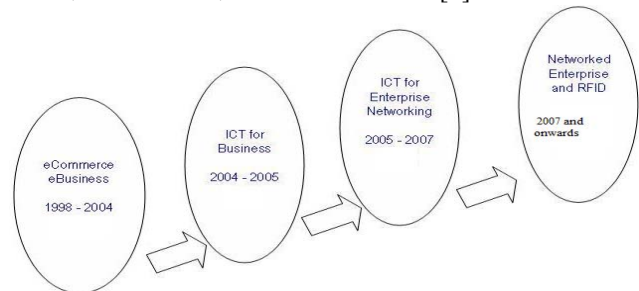 eCommerce
eBusiness
1998 - 2004
ICT for
Business
2004 - 2005
ICT for
Enterprise
Networking
2005 - 2007
Networked
Enterprise
and RFID
2007 and
onwards